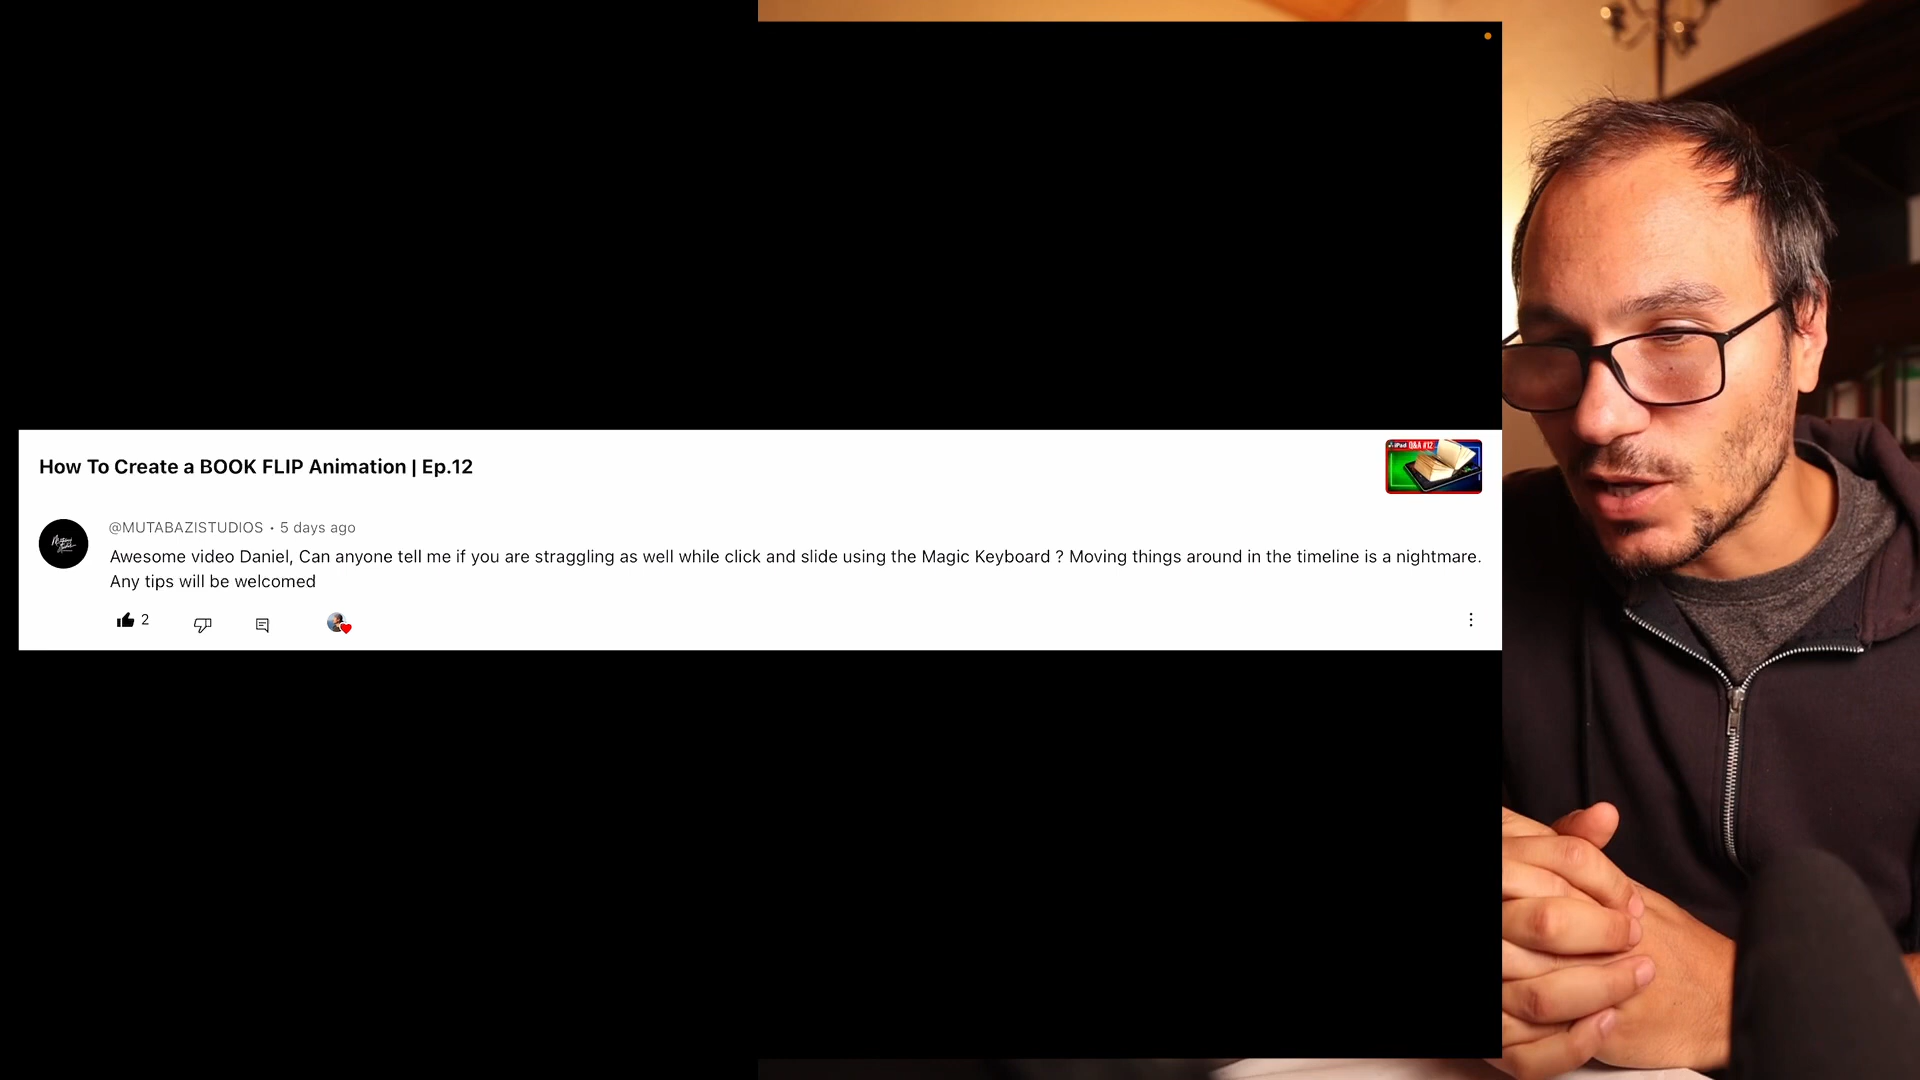 How To Create a BOOK FLIP Animation | Ep.12
iPad Q&A #12
@MUTABAZISTUDIOS • 5 days ago
Awesome video Daniel, Can anyone tell me if you are straggling as well while click and slide using the Magic Keyboard ? Moving things around in the timeline is a nightmare.
Any tips will be welcomed
2